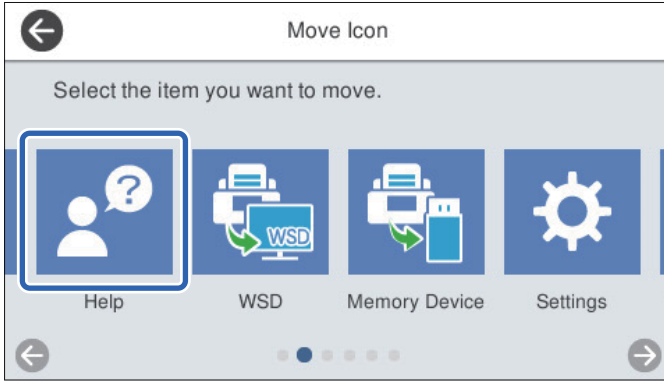 Move Icon
Select the item you want to move.
?
WSD
Help
WSD
Memory Device
Settings